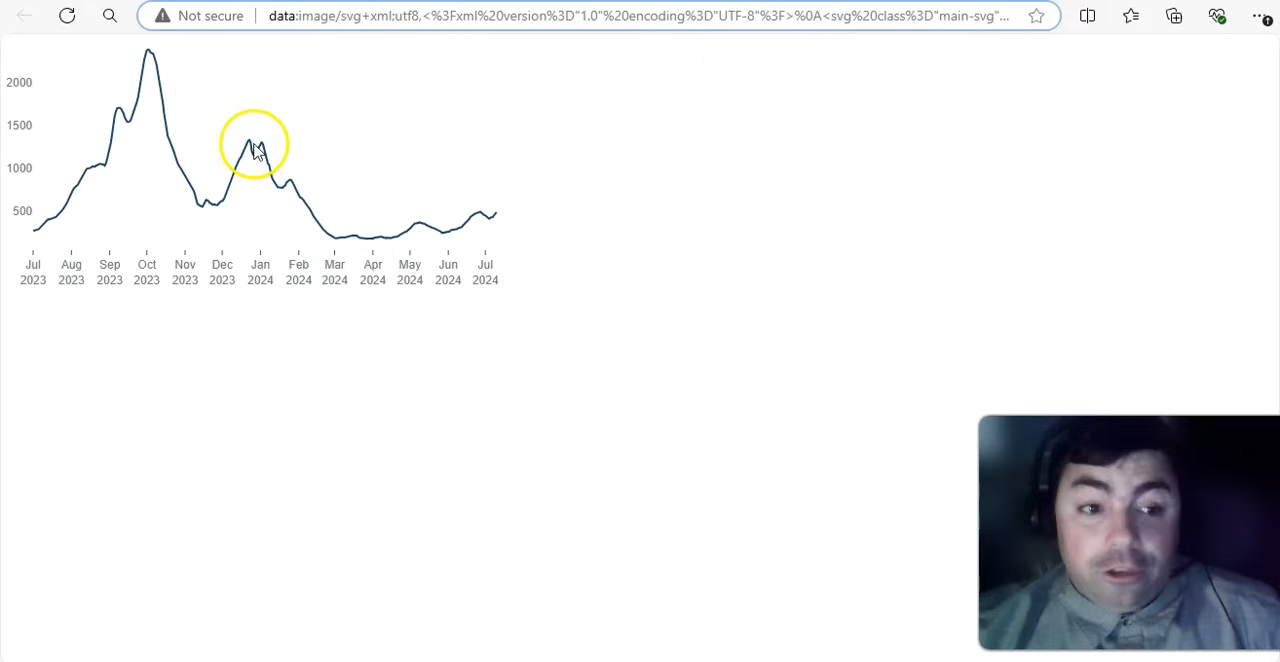 Not secure data:image/svg+xml;utf8,<%3Fxml%20version%3D"1.0"%20encoding%3D"UTF-8"%3F>%0A<svg%20class%3D"main-svg"...
2000
1500
1000
500
Jul Aug Sep Oct Nov Dec Jan Feb Mar Apr May Jun Jul
2023 2023 2023 2023 2023 2023 2024 2024 2024 2024 2024 2024 2024